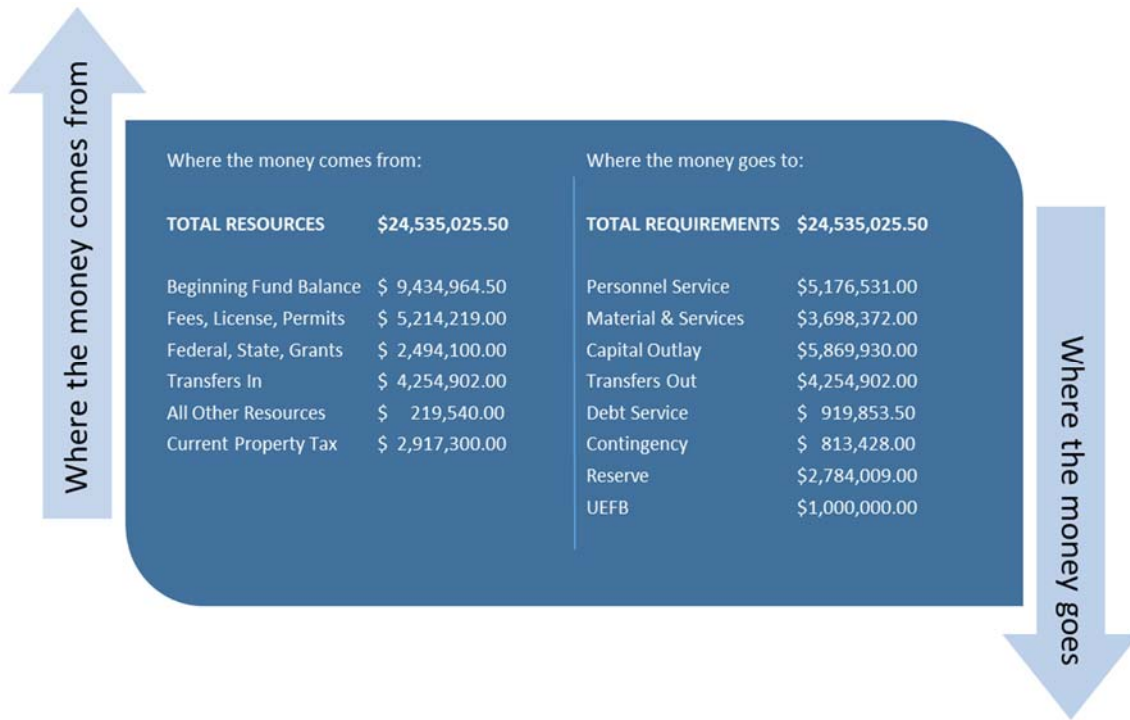 Where the money comes from
Where the money comes from:
TOTAL RESOURCES $24,535,025.50
Beginning Fund Balance $ 9,434,964.50
Fees, License, Permits $ 5,214,219.00
Federal, State, Grants $ 2,494,100.00
Transfers In $ 4,254,902.00
All Other Resources $ 219,540.00
Current Property Tax $ 2,917,300.00
Where the money goes to:
TOTAL REQUIREMENTS $24,535,025.50
Personnel Service $5,176,531.00
Material & Services $3,698,372.00
Capital Outlay $5,869,930.00
Transfers Out $4,254,902.00
Debt Service $ 919,853.50
Contingency $ 813,428.00
Reserve $2,784,009.00
UEFB $1,000,000.00
Where the money goes